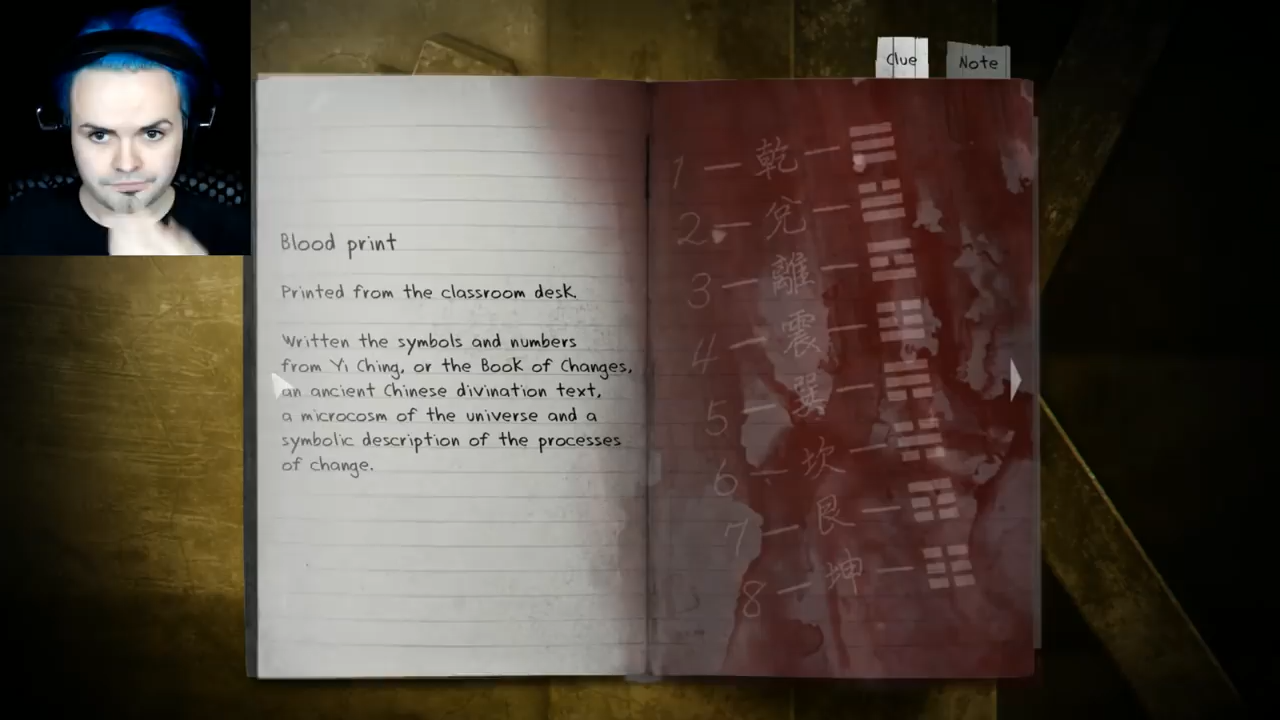 Clue
Note
Blood print
Printed from the classroom desk.
Written the symbols and numbers
from Yi Ching, or the Book of Changes,
an ancient Chinese divination text,
a microcosm of the universe and a
symbolic description of the processes
of change.
1 — 乾 — ☰
2 — 兌 — ☱
3 — 離 — ☲
4 — 震 — ☳
5 — 巽 — ☴
6 — 坎 — ☵
7 — 艮 — ☶
8 — 坤 — ☷